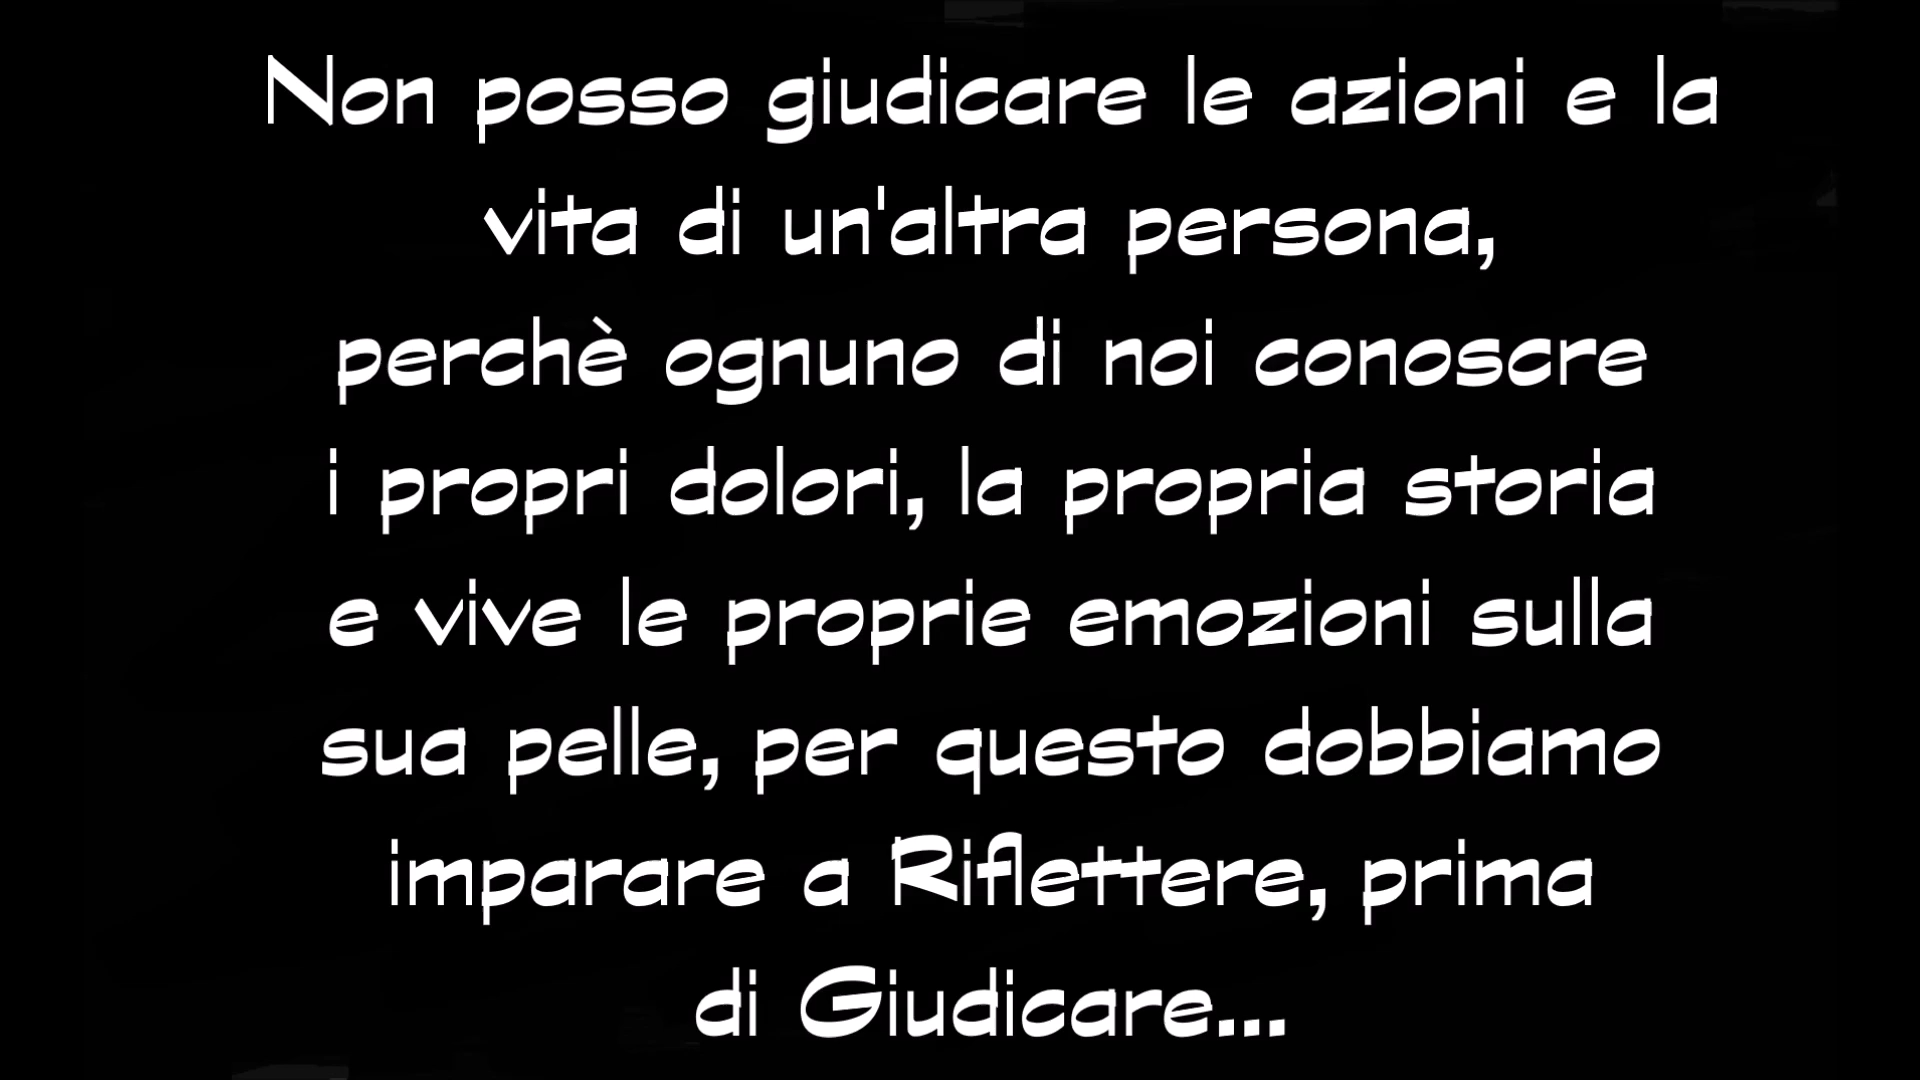 Non posso giudicare le azioni e la
vita di un'altra persona,
perchè ognuno di noi conoscre
i propri dolori, la propria storia
e vive le proprie emozioni sulla
sua pelle, per questo dobbiamo
imparare a Riflettere, prima
di Giudicare...